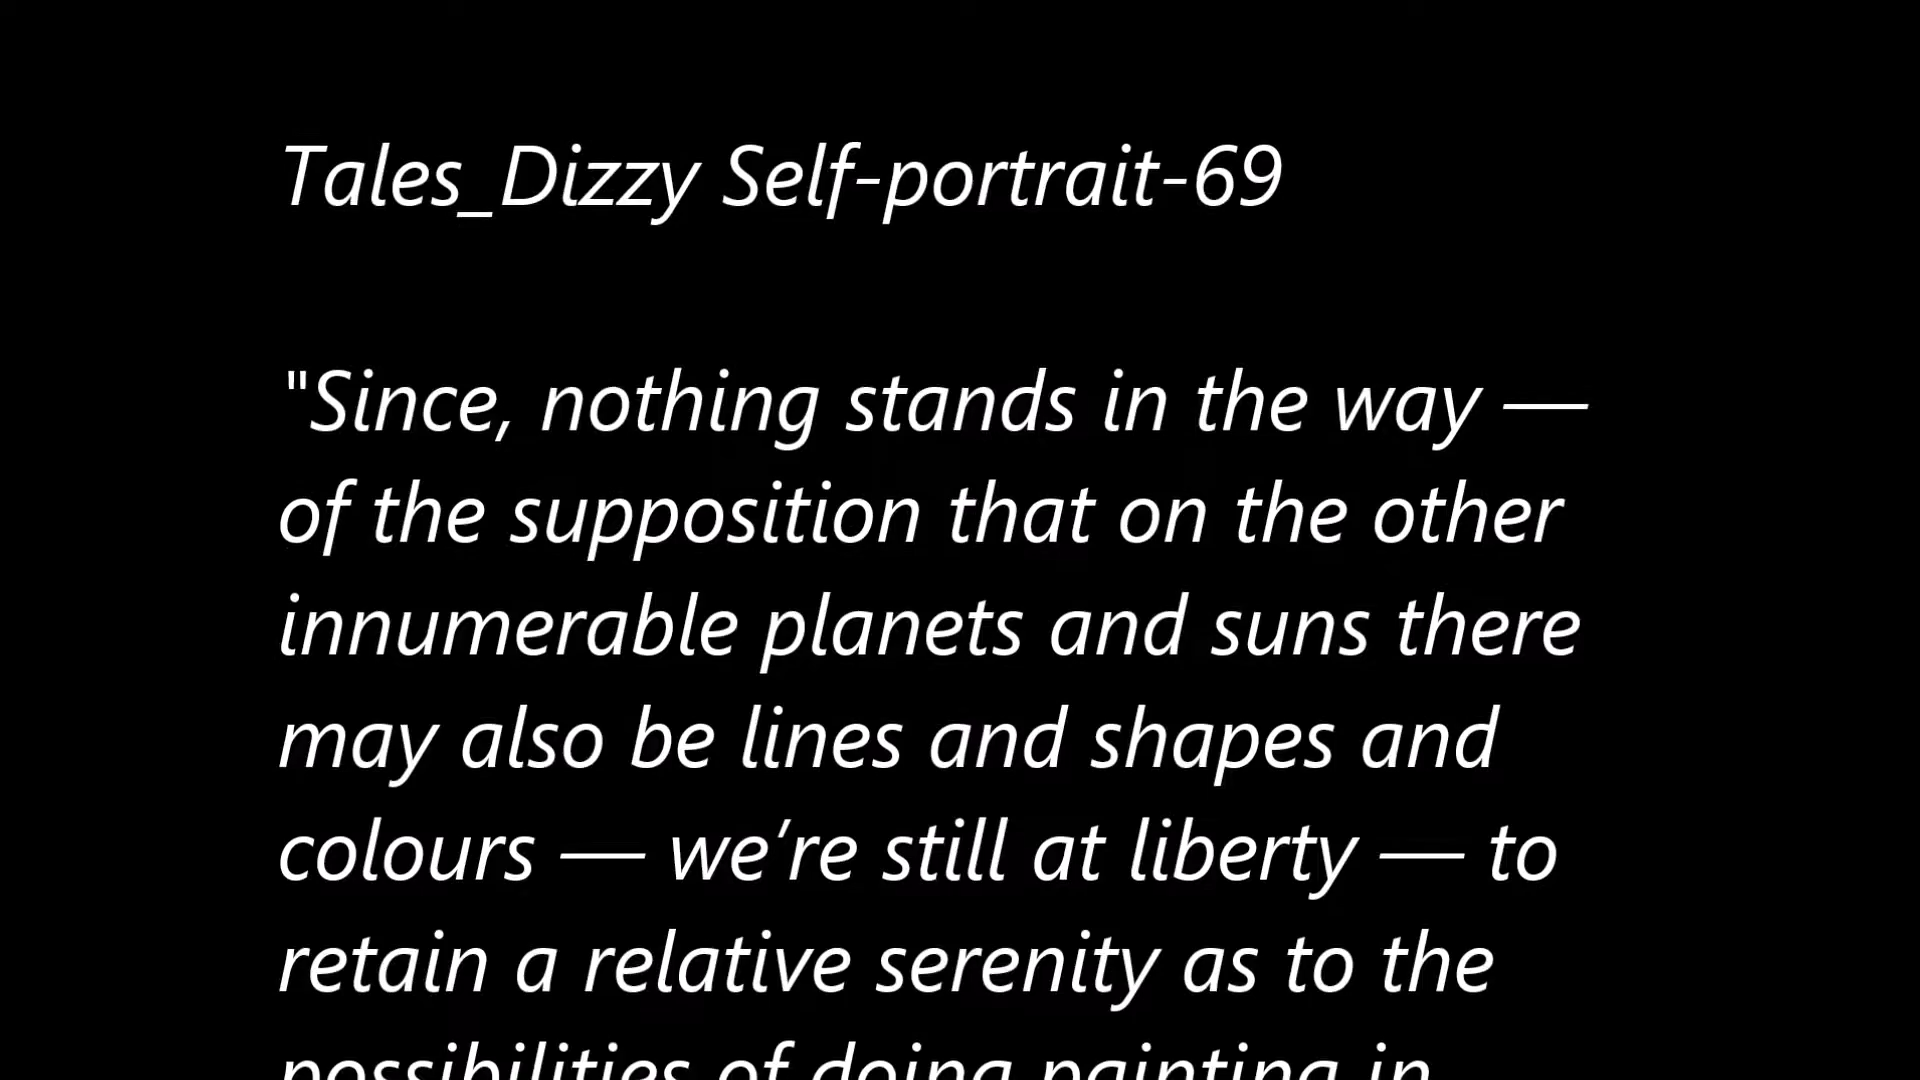 Tales_Dizzy Self-portrait-69
"Since, nothing stands in the way —
of the supposition that on the other
innumerable planets and suns there
may also be lines and shapes and
colours — we’re still at liberty — to
retain a relative serenity as to the
possibilities of doing painting in